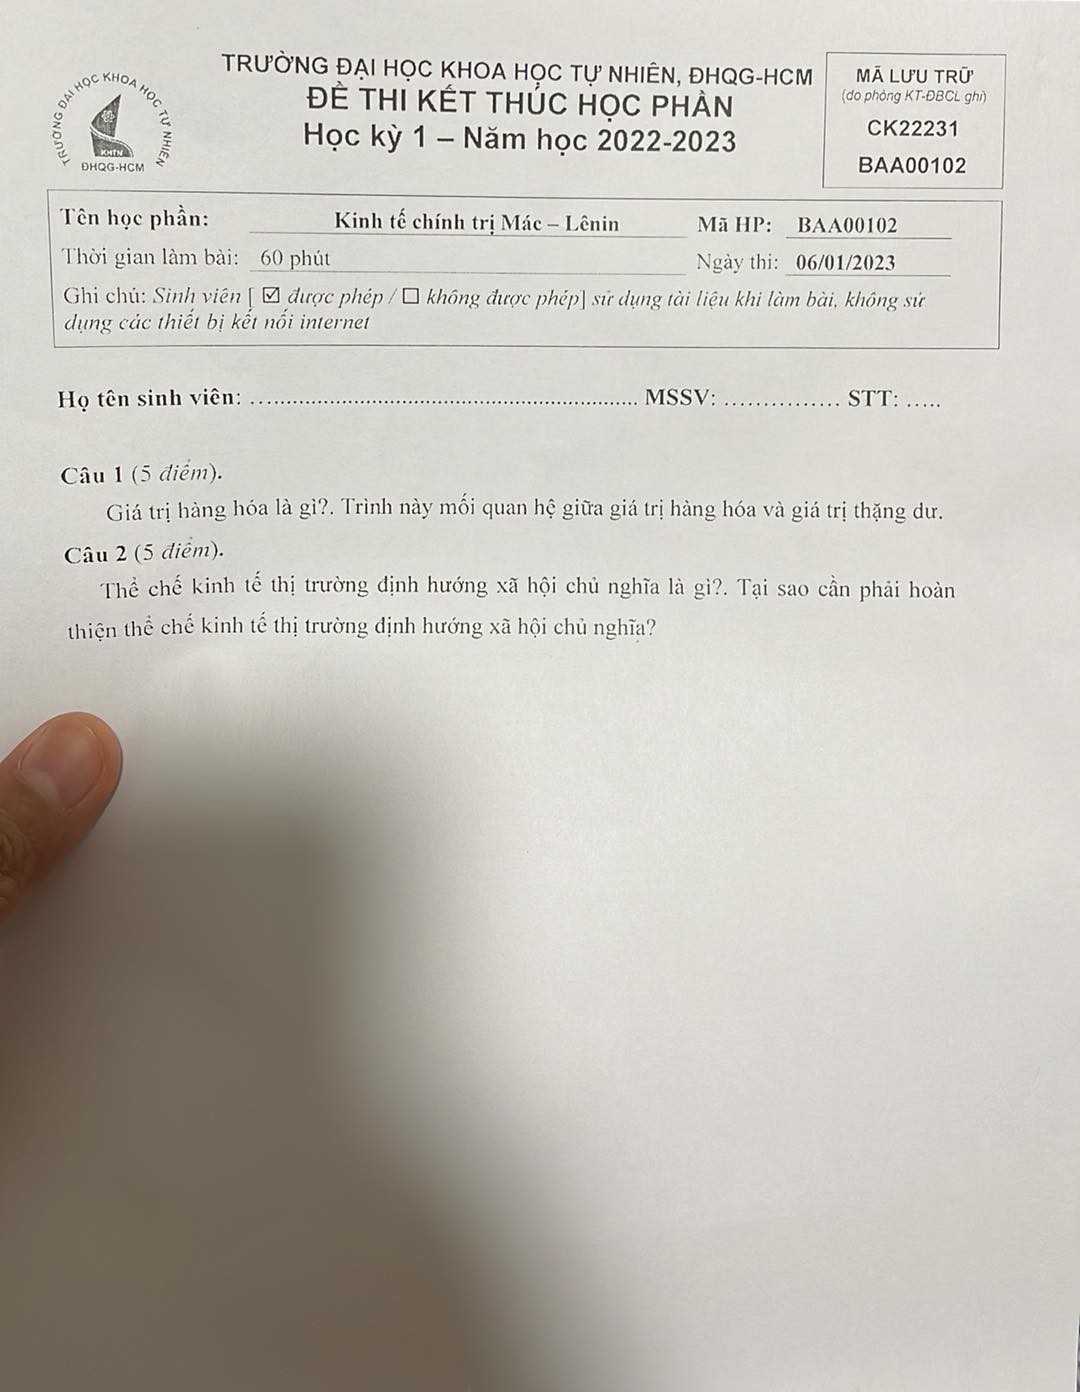 TRƯỜNG ĐẠI HỌC KHOA HỌC TỰ NHIÊN
KHTN
ĐHQG-HCM
TRƯỜNG ĐẠI HỌC KHOA HỌC TỰ NHIÊN, ĐHQG-HCM
ĐỀ THI KẾT THÚC HỌC PHẦN
Học kỳ 1 – Năm học 2022-2023
MÃ LƯU TRỮ
(do phòng KT-ĐBCL ghi)
CK22231
BAA00102
Tên học phần: Kinh tế chính trị Mác – Lênin Mã HP: BAA00102
Thời gian làm bài: 60 phút Ngày thi: 06/01/2023
Ghi chú: Sinh viên [ ☑ được phép / ☐ không được phép] sử dụng tài liệu khi làm bài, không sử
dụng các thiết bị kết nối internet
Họ tên sinh viên: ........................................................ MSSV: .............. STT: .....
Câu 1 (5 điểm).
Giá trị hàng hóa là gì?. Trình này mối quan hệ giữa giá trị hàng hóa và giá trị thặng dư.
Câu 2 (5 điểm).
Thể chế kinh tế thị trường định hướng xã hội chủ nghĩa là gì?. Tại sao cần phải hoàn
thiện thể chế kinh tế thị trường định hướng xã hội chủ nghĩa?